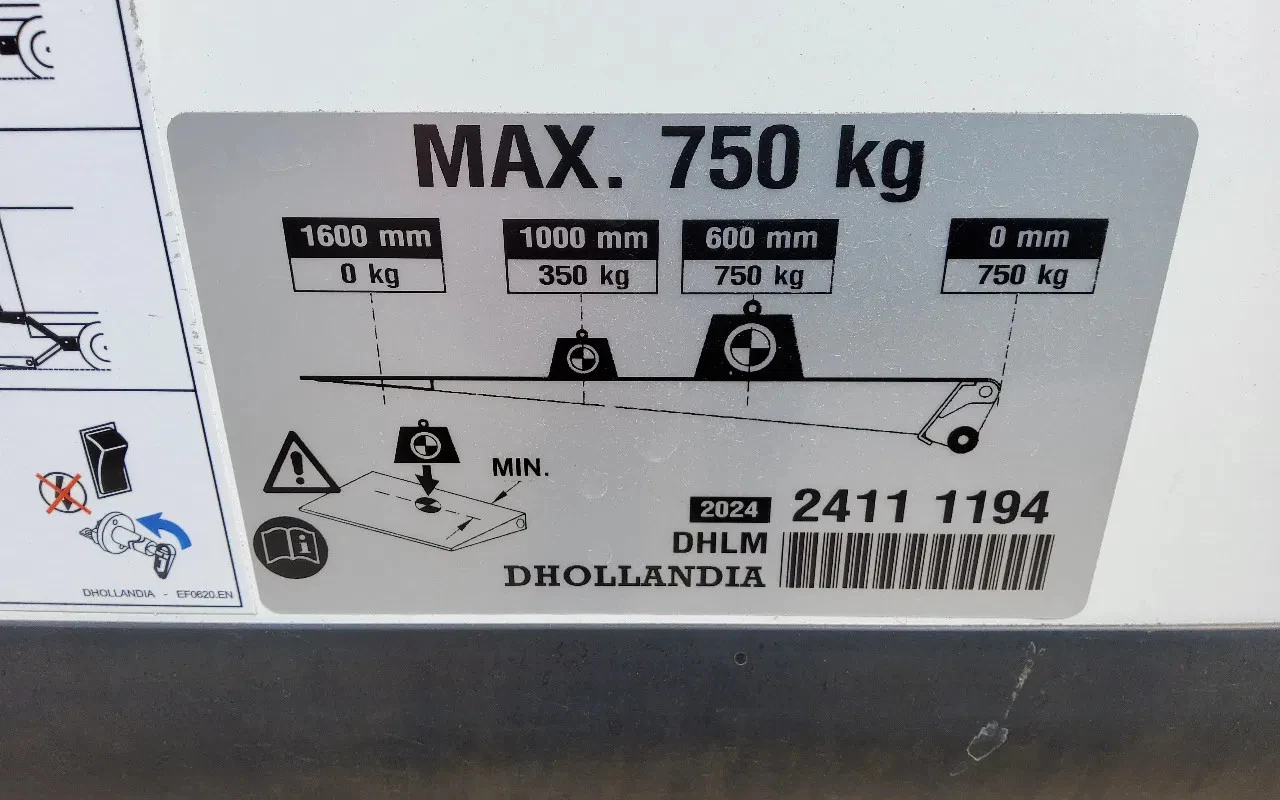 MAX. 750 kg
1600 mm
0 kg
1000 mm
350 kg
600 mm
750 kg
0 mm
750 kg
MIN.
2024 2411 1194
DHLM
DHOLLANDIA
DHOLLANDIA - EF0620.EN